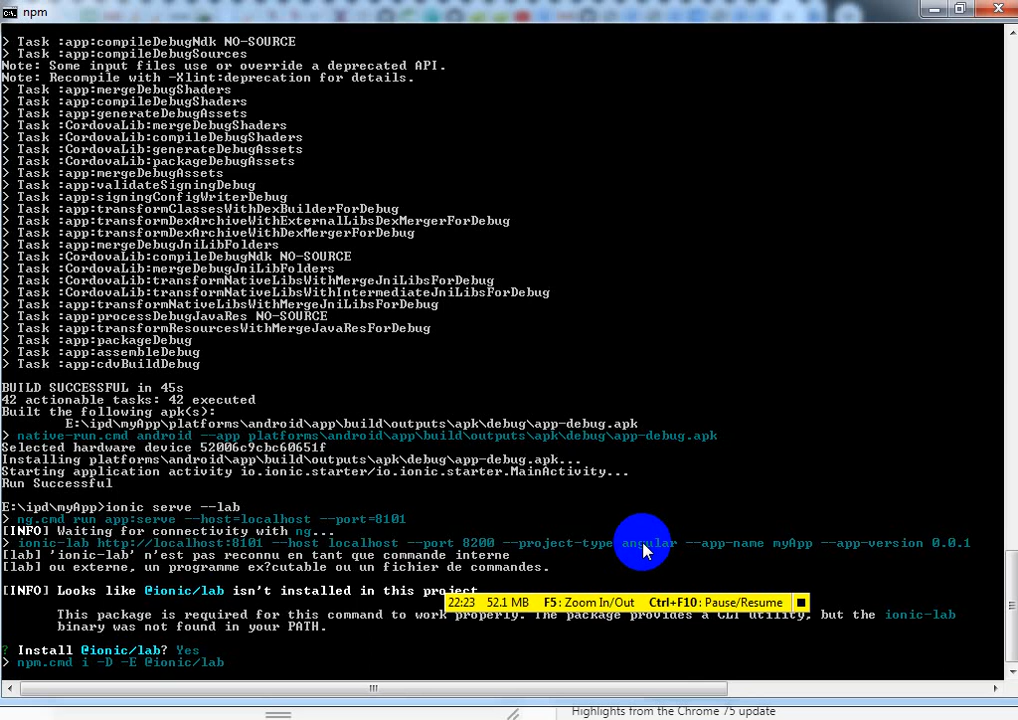 npm
> Task :app:compileDebugNdk NO-SOURCE
> Task :app:compileDebugSources
Note: Some input files use or override a deprecated API.
Note: Recompile with -Xlint:deprecation for details.
> Task :app:mergeDebugShaders
> Task :app:compileDebugShaders
> Task :app:generateDebugAssets
> Task :CordovaLib:mergeDebugShaders
> Task :CordovaLib:compileDebugShaders
> Task :CordovaLib:generateDebugAssets
> Task :CordovaLib:packageDebugAssets
> Task :app:mergeDebugAssets
> Task :app:validateSigningDebug
> Task :app:signingConfigWriterDebug
> Task :app:transformClassesWithDexBuilderForDebug
> Task :app:transformDexArchiveWithExternalLibsDexMergerForDebug
> Task :app:transformDexArchiveWithDexMergerForDebug
> Task :app:mergeDebugJniLibFolders
> Task :CordovaLib:compileDebugNdk NO-SOURCE
> Task :CordovaLib:mergeDebugJniLibFolders
> Task :CordovaLib:transformNativeLibsWithMergeJniLibsForDebug
> Task :CordovaLib:transformNativeLibsWithIntermediateJniLibsForDebug
> Task :app:transformNativeLibsWithMergeJniLibsForDebug
> Task :app:processDebugJavaRes NO-SOURCE
> Task :app:transformResourcesWithMergeJavaResForDebug
> Task :app:packageDebug
> Task :app:assembleDebug
> Task :app:cdvBuildDebug
BUILD SUCCESSFUL in 45s
42 actionable tasks: 42 executed
Built the following apk(s):
E:\ipd\myApp\platforms\android\app\build\outputs\apk\debug\app-debug.apk
> native-run.cmd android --app platforms\android\app\build\outputs\apk\debug\app-debug.apk
Selected hardware device 52006c9cbc60651f
Installing platforms\android\app\build\outputs\apk\debug\app-debug.apk...
Starting application activity io.ionic.starter/io.ionic.starter.MainActivity...
Run Successful
E:\ipd\myApp>ionic serve --lab
> ng.cmd run app:serve --host=localhost --port=8101
[INFO] Waiting for connectivity with ng...
> ionic-lab http://localhost:8101 --host localhost --port 8200 --project-type angular --app-name myApp --app-version 0.0.1
[lab] 'ionic-lab' n'est pas reconnu en tant que commande interne
[lab] ou externe, un programme ex?cutable ou un fichier de commandes.
[INFO] Looks like @ionic/lab isn't installed in this project.
22:23 52.1 MB F5: Zoom In/Out Ctrl+F10: Pause/Resume
This package is required for this command to work properly. The package provides a CLI utility, but the ionic-lab
binary was not found in your PATH.
? Install @ionic/lab? Yes
> npm.cmd i -D -E @ionic/lab
Highlights from the Chrome 75 update